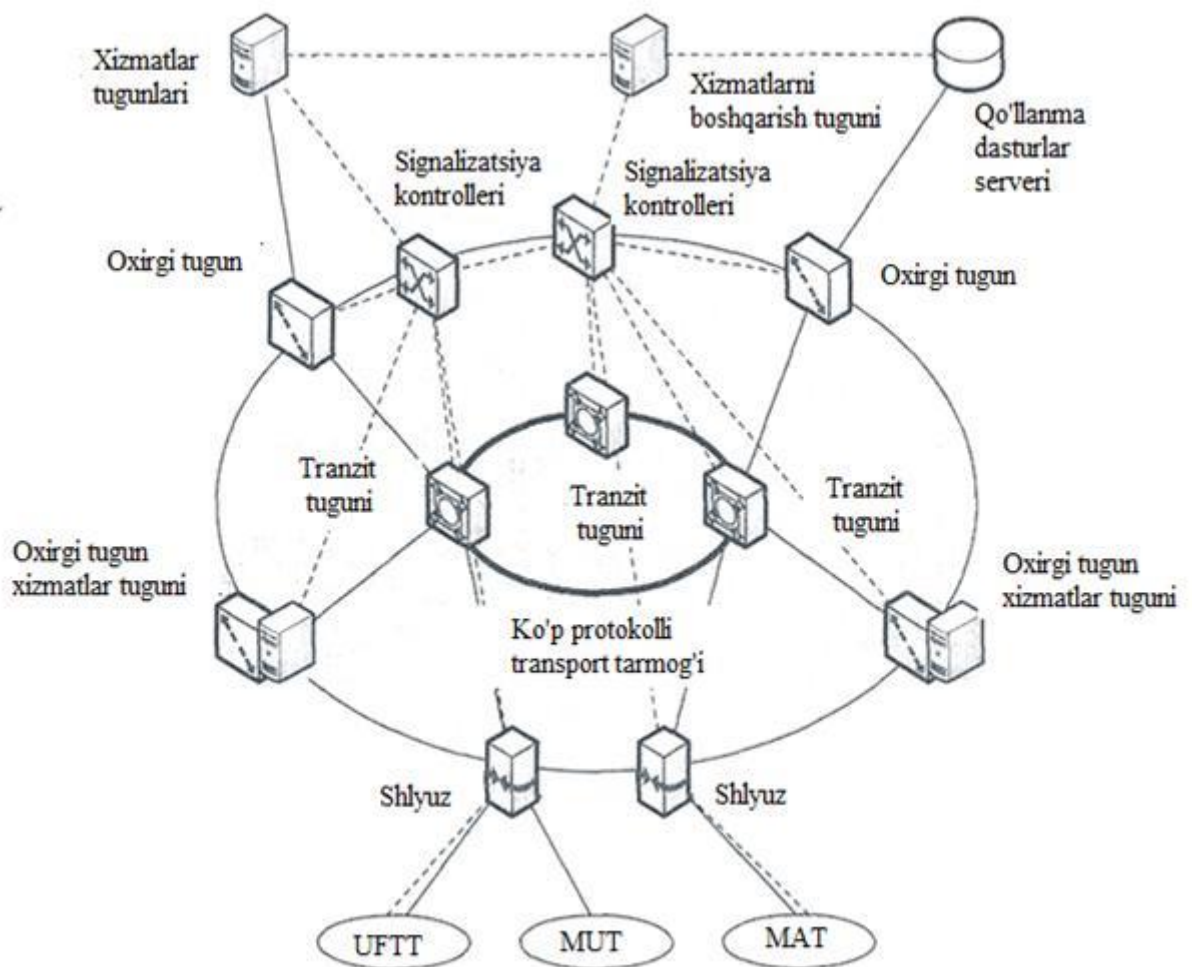 Xizmatlar
tugunlari
Xizmatlarni
boshqarish tuguni
Qo'llanma
dasturlar
serveri
Signalizatsiya
kontrolleri
Signalizatsiya
kontrolleri
Oxirgi tugun
Oxirgi tugun
Tranzit
tuguni
Tranzit
tuguni
Tranzit
tuguni
Oxirgi tugun
xizmatlar tuguni
Oxirgi tugun
xizmatlar tuguni
Ko'p protokolli
transport tarmog'i
Shlyuz
Shlyuz
UFTT
MUT
MAT